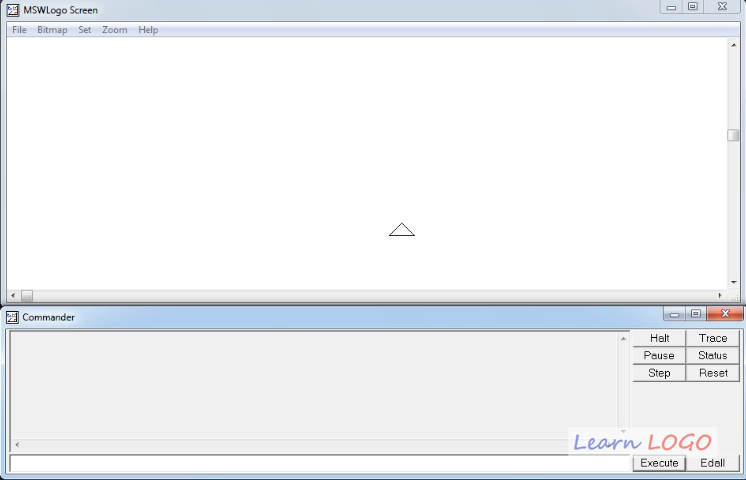 MSWLogo Screen
File Bitmap Set Zoom Help
Commander
Halt Trace
Pause Status
Step Reset
Learn LOGO
Execute Edall